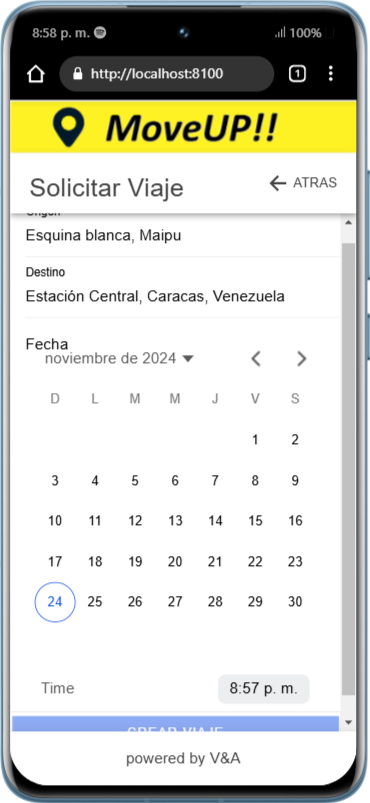 8:58 p. m. 100%
http://localhost:8100 1
MoveUP!!
Solicitar Viaje ATRAS
Origen
Esquina blanca, Maipu
Destino
Estación Central, Caracas, Venezuela
Fecha
noviembre de 2024
D L M M J V S
1 2
3 4 5 6 7 8 9
10 11 12 13 14 15 16
17 18 19 20 21 22 23
24 25 26 27 28 29 30
Time 8:57 p. m.
CREAR VIAJE
powered by V&A